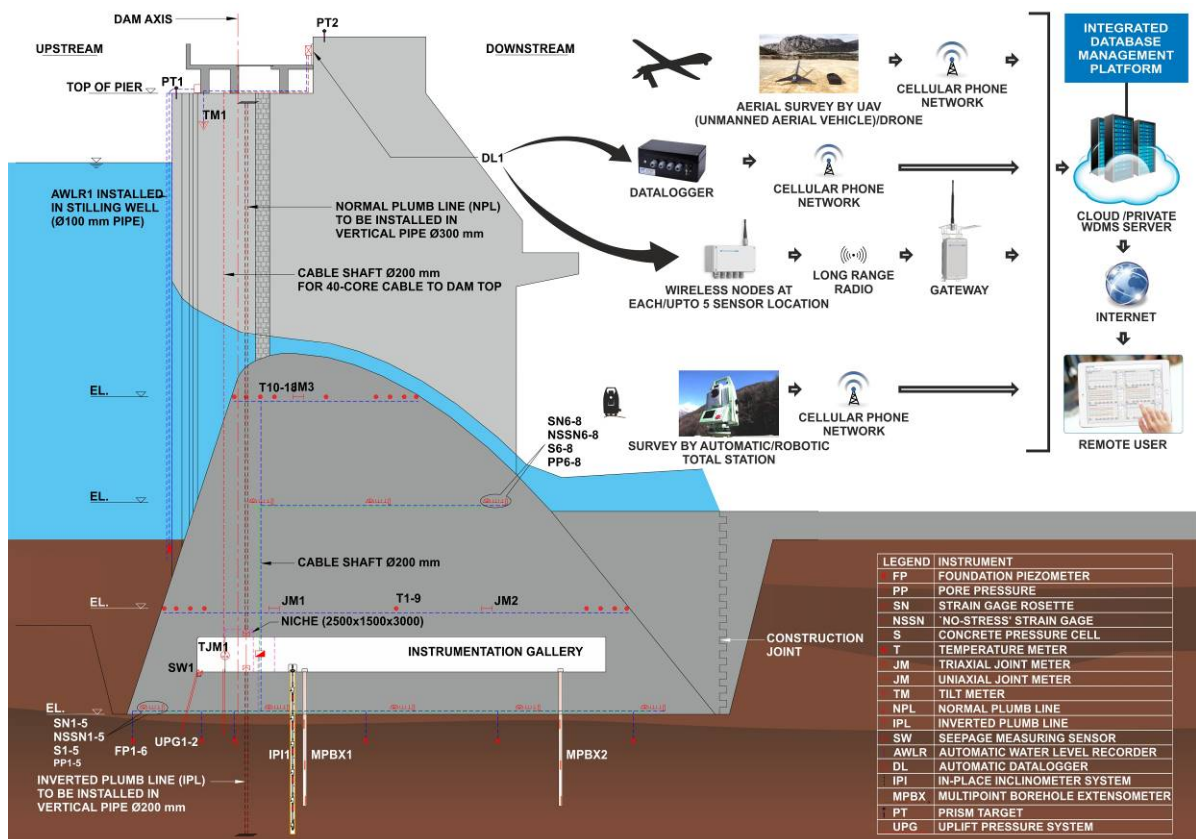 DAM AXIS
PT2
UPSTREAM
DOWNSTREAM
PT1
TOP OF PIER
TM1
DL1
AWLR1 INSTALLED
IN STILLING WELL
(Ø100 mm PIPE)
NORMAL PLUMB LINE (NPL)
TO BE INSTALLED IN
VERTICAL PIPE Ø300 mm
CABLE SHAFT Ø200 mm
FOR 40-CORE CABLE TO DAM TOP
AERIAL SURVEY BY UAV
(UNMANNED AERIAL VEHICLE)/DRONE
CELLULAR PHONE
NETWORK
INTEGRATED
DATABASE
MANAGEMENT
PLATFORM
DATALOGGER
CELLULAR PHONE
NETWORK
CLOUD /PRIVATE
WDMS SERVER
WIRELESS NODES AT
EACH/UPTO 5 SENSOR LOCATION
LONG RANGE
RADIO
GATEWAY
INTERNET
SURVEY BY AUTOMATIC/ROBOTIC
TOTAL STATION
CELLULAR PHONE
NETWORK
REMOTE USER
EL.
T10-18
JM3
SN6-8
NSSN6-8
S6-8
PP6-8
EL.
CABLE SHAFT Ø200 mm
EL.
JM1
T1-9
JM2
NICHE (2500x1500x3000)
TJM1
INSTRUMENTATION GALLERY
SW1
CONSTRUCTION
JOINT
EL.
SN1-5
NSSN1-5
S1-5
PP1-5
FP1-6
UPG1-2
IPI1
MPBX1
MPBX2
INVERTED PLUMB LINE (IPL)
TO BE INSTALLED IN
VERTICAL PIPE Ø200 mm
LEGEND INSTRUMENT
FP FOUNDATION PIEZOMETER
PP PORE PRESSURE
SN STRAIN GAGE ROSETTE
NSSN `NO-STRESS' STRAIN GAGE
S CONCRETE PRESSURE CELL
T TEMPERATURE METER
JM TRIAXIAL JOINT METER
JM UNIAXIAL JOINT METER
TM TILT METER
NPL NORMAL PLUMB LINE
IPL INVERTED PLUMB LINE
SW SEEPAGE MEASURING SENSOR
AWLR AUTOMATIC WATER LEVEL RECORDER
DL AUTOMATIC DATALOGGER
IPI IN-PLACE INCLINOMETER SYSTEM
MPBX MULTIPOINT BOREHOLE EXTENSOMETER
PT PRISM TARGET
UPG UPLIFT PRESSURE SYSTEM